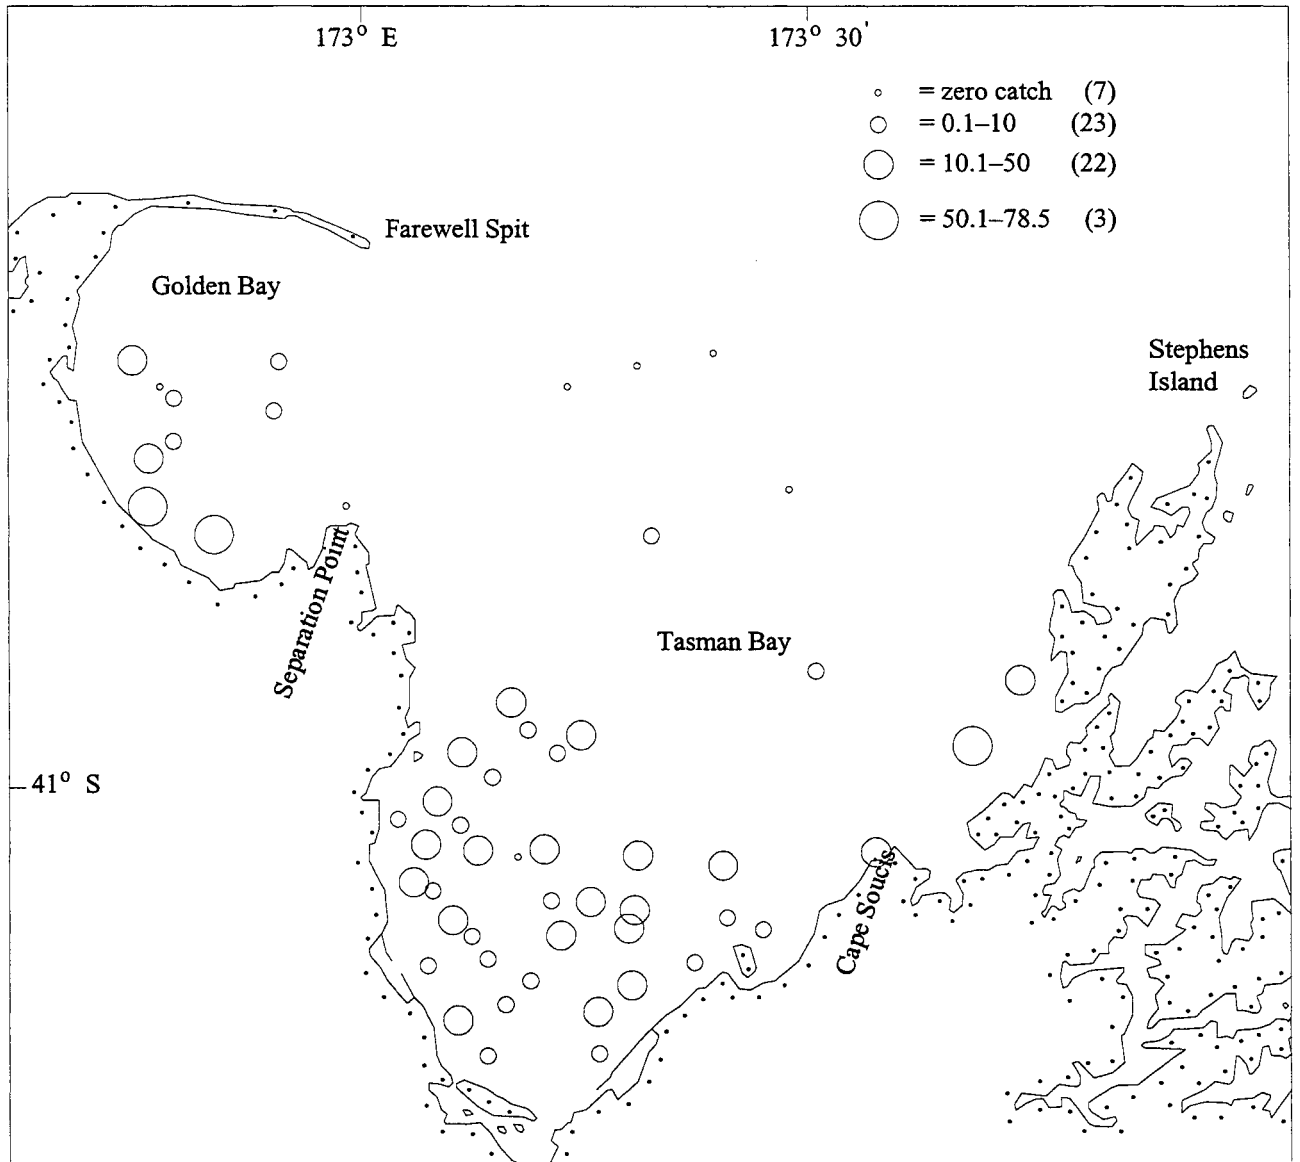 173° E
173° 30'
= zero catch (7)
= 0.1–10 (23)
= 10.1–50 (22)
= 50.1–78.5 (3)
Farewell Spit
Golden Bay
Stephens
Island
Separation Point
Tasman Bay
41° S
Cape Soucis